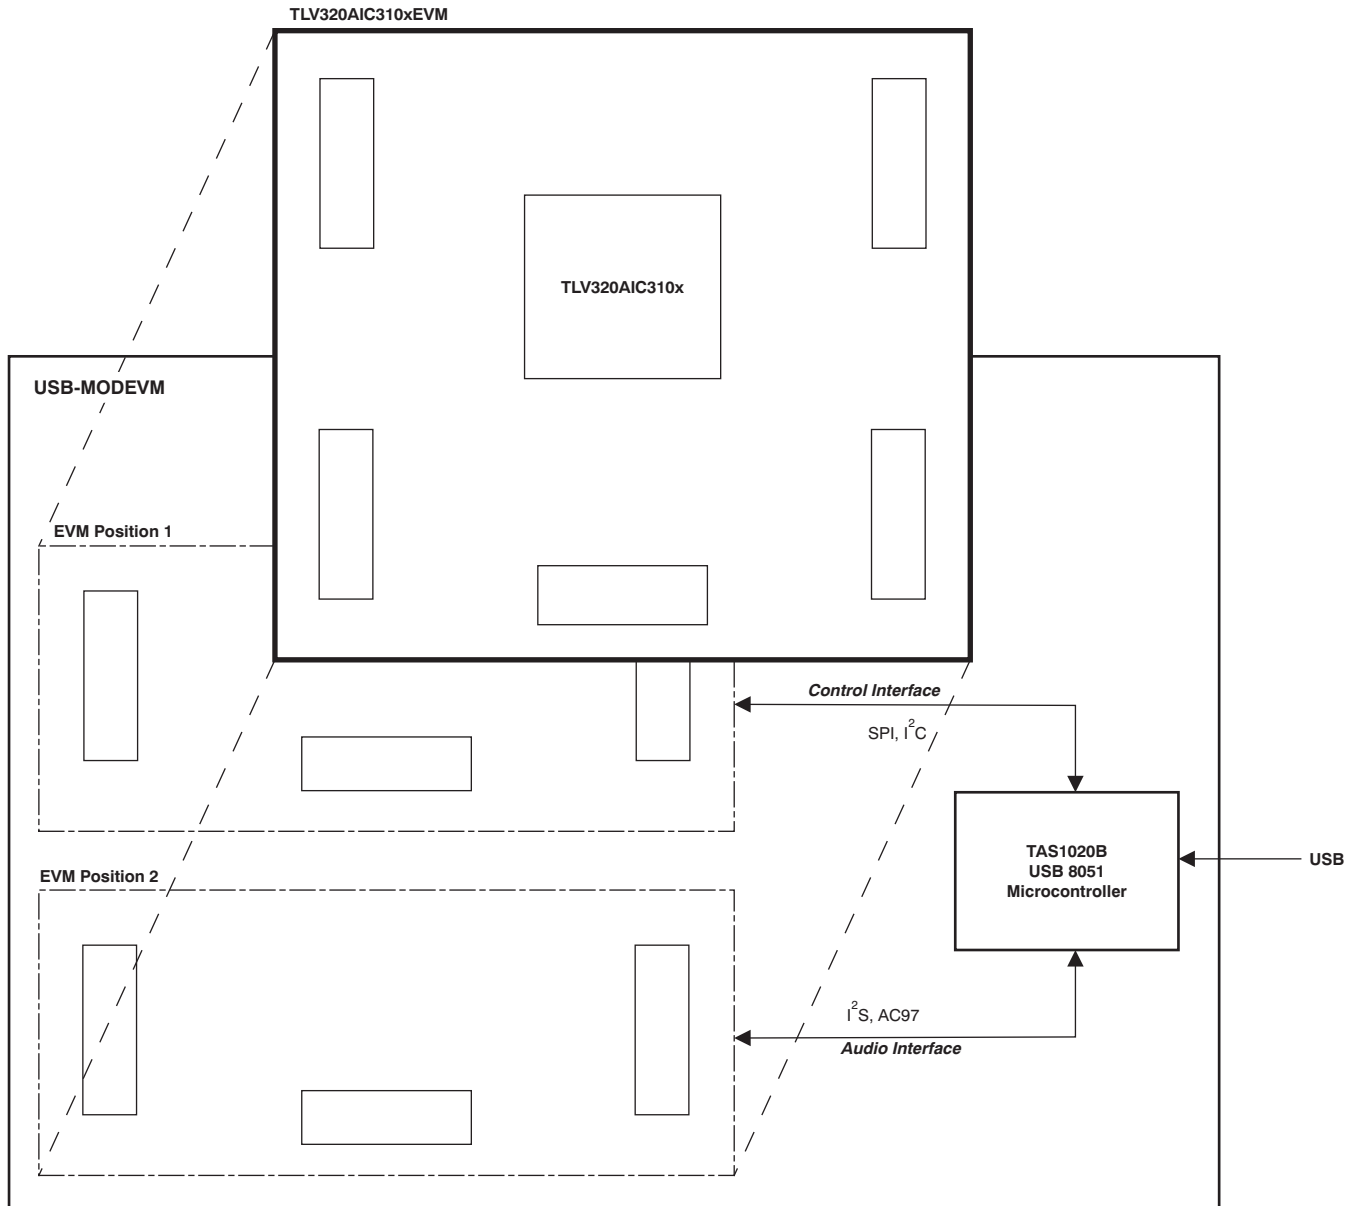 TLV320AIC310xEVM
TLV320AIC310x
USB-MODEVM
EVM Position 1
Control Interface
SPI, I²C
TAS1020B
USB 8051
Microcontroller
USB
EVM Position 2
I²S, AC97
Audio Interface